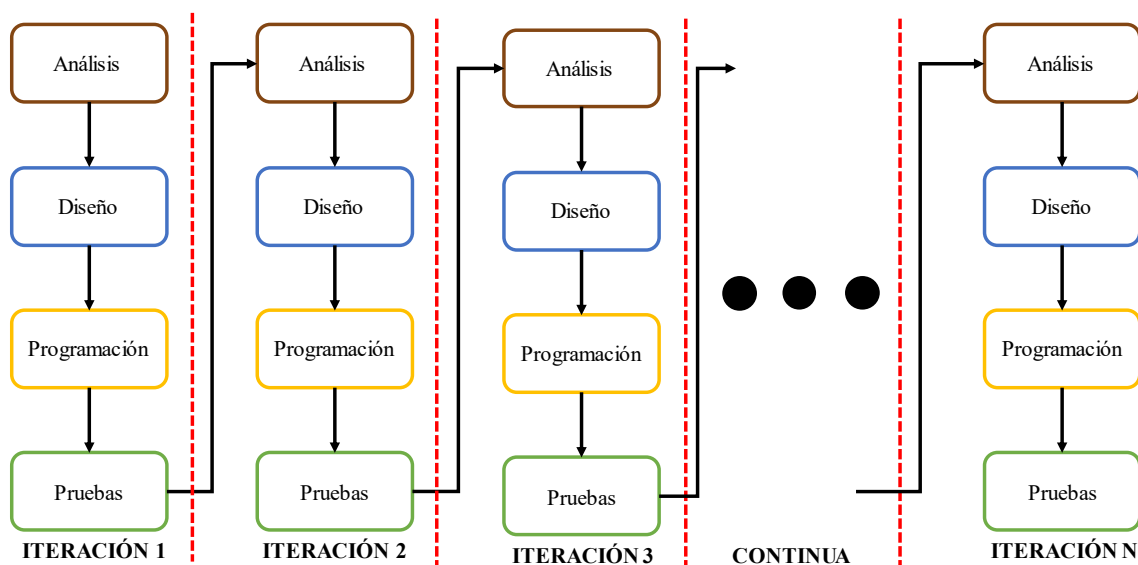 Análisis
Diseño
Programación
Pruebas
ITERACIÓN 1
Análisis
Diseño
Programación
Pruebas
ITERACIÓN 2
Análisis
Diseño
Programación
Pruebas
ITERACIÓN 3
CONTINUA
Análisis
Diseño
Programación
Pruebas
ITERACIÓN N